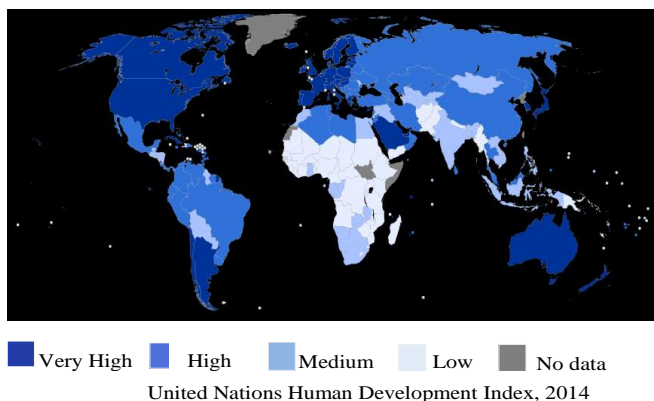 Very High High Medium Low No data
United Nations Human Development Index, 2014